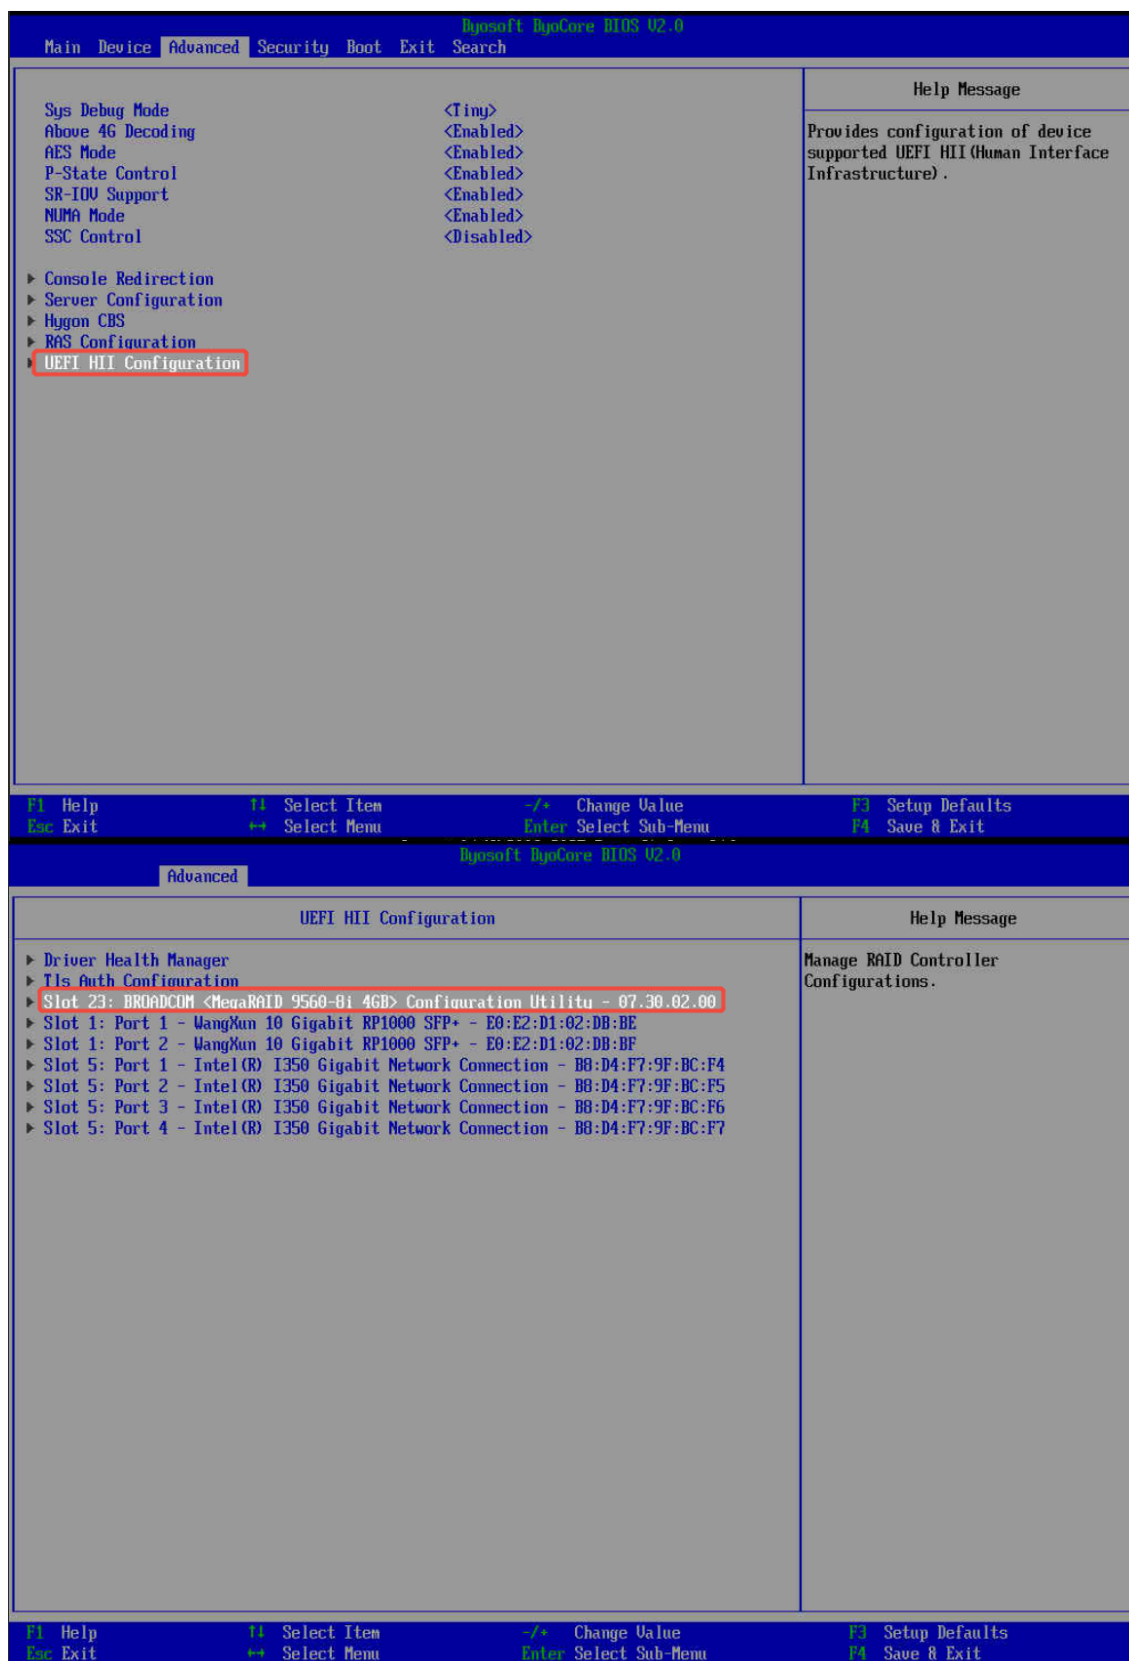 Byosoft ByoCore BIOS V2.0
Main Device Advanced Security Boot Exit Search
Help Message
Sys Debug Mode <Tiny>
Above 4G Decoding <Enabled>
AES Mode <Enabled>
P-State Control <Enabled>
SR-IOV Support <Enabled>
NUMA Mode <Enabled>
SSC Control <Disabled>
Console Redirection
Server Configuration
Hygon CBS
RAS Configuration
UEFI HII Configuration
Provides configuration of device
supported UEFI HII(Human Interface
Infrastructure).
F1 Help ↑↓ Select Item -/+ Change Value F3 Setup Defaults
Esc Exit ←→ Select Menu Enter Select Sub-Menu F4 Save & Exit
Byosoft ByoCore BIOS V2.0
Advanced
UEFI HII Configuration
Help Message
Driver Health Manager
Tls Auth Configuration
Slot 23: BROADCOM <MegaRAID 9560-8i 4GB> Configuration Utility - 07.30.02.00
Slot 1: Port 1 - WangXun 10 Gigabit RP1000 SFP+ - E0:E2:D1:02:DB:BE
Slot 1: Port 2 - WangXun 10 Gigabit RP1000 SFP+ - E0:E2:D1:02:DB:BF
Slot 5: Port 1 - Intel(R) I350 Gigabit Network Connection - B8:D4:F7:9F:BC:F4
Slot 5: Port 2 - Intel(R) I350 Gigabit Network Connection - B8:D4:F7:9F:BC:F5
Slot 5: Port 3 - Intel(R) I350 Gigabit Network Connection - B8:D4:F7:9F:BC:F6
Slot 5: Port 4 - Intel(R) I350 Gigabit Network Connection - B8:D4:F7:9F:BC:F7
Manage RAID Controller
Configurations.
F1 Help ↑↓ Select Item -/+ Change Value F3 Setup Defaults
Esc Exit ←→ Select Menu Enter Select Sub-Menu F4 Save & Exit